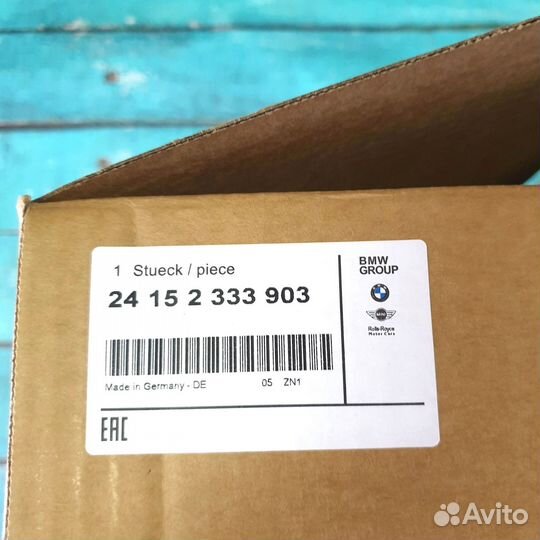 1 Stueck / piece
24 15 2 333 903
Made in Germany - DE 05 ZN1
EAC
BMW
GROUP
MINI
Rolls-Royce
Motor Cars
Avito